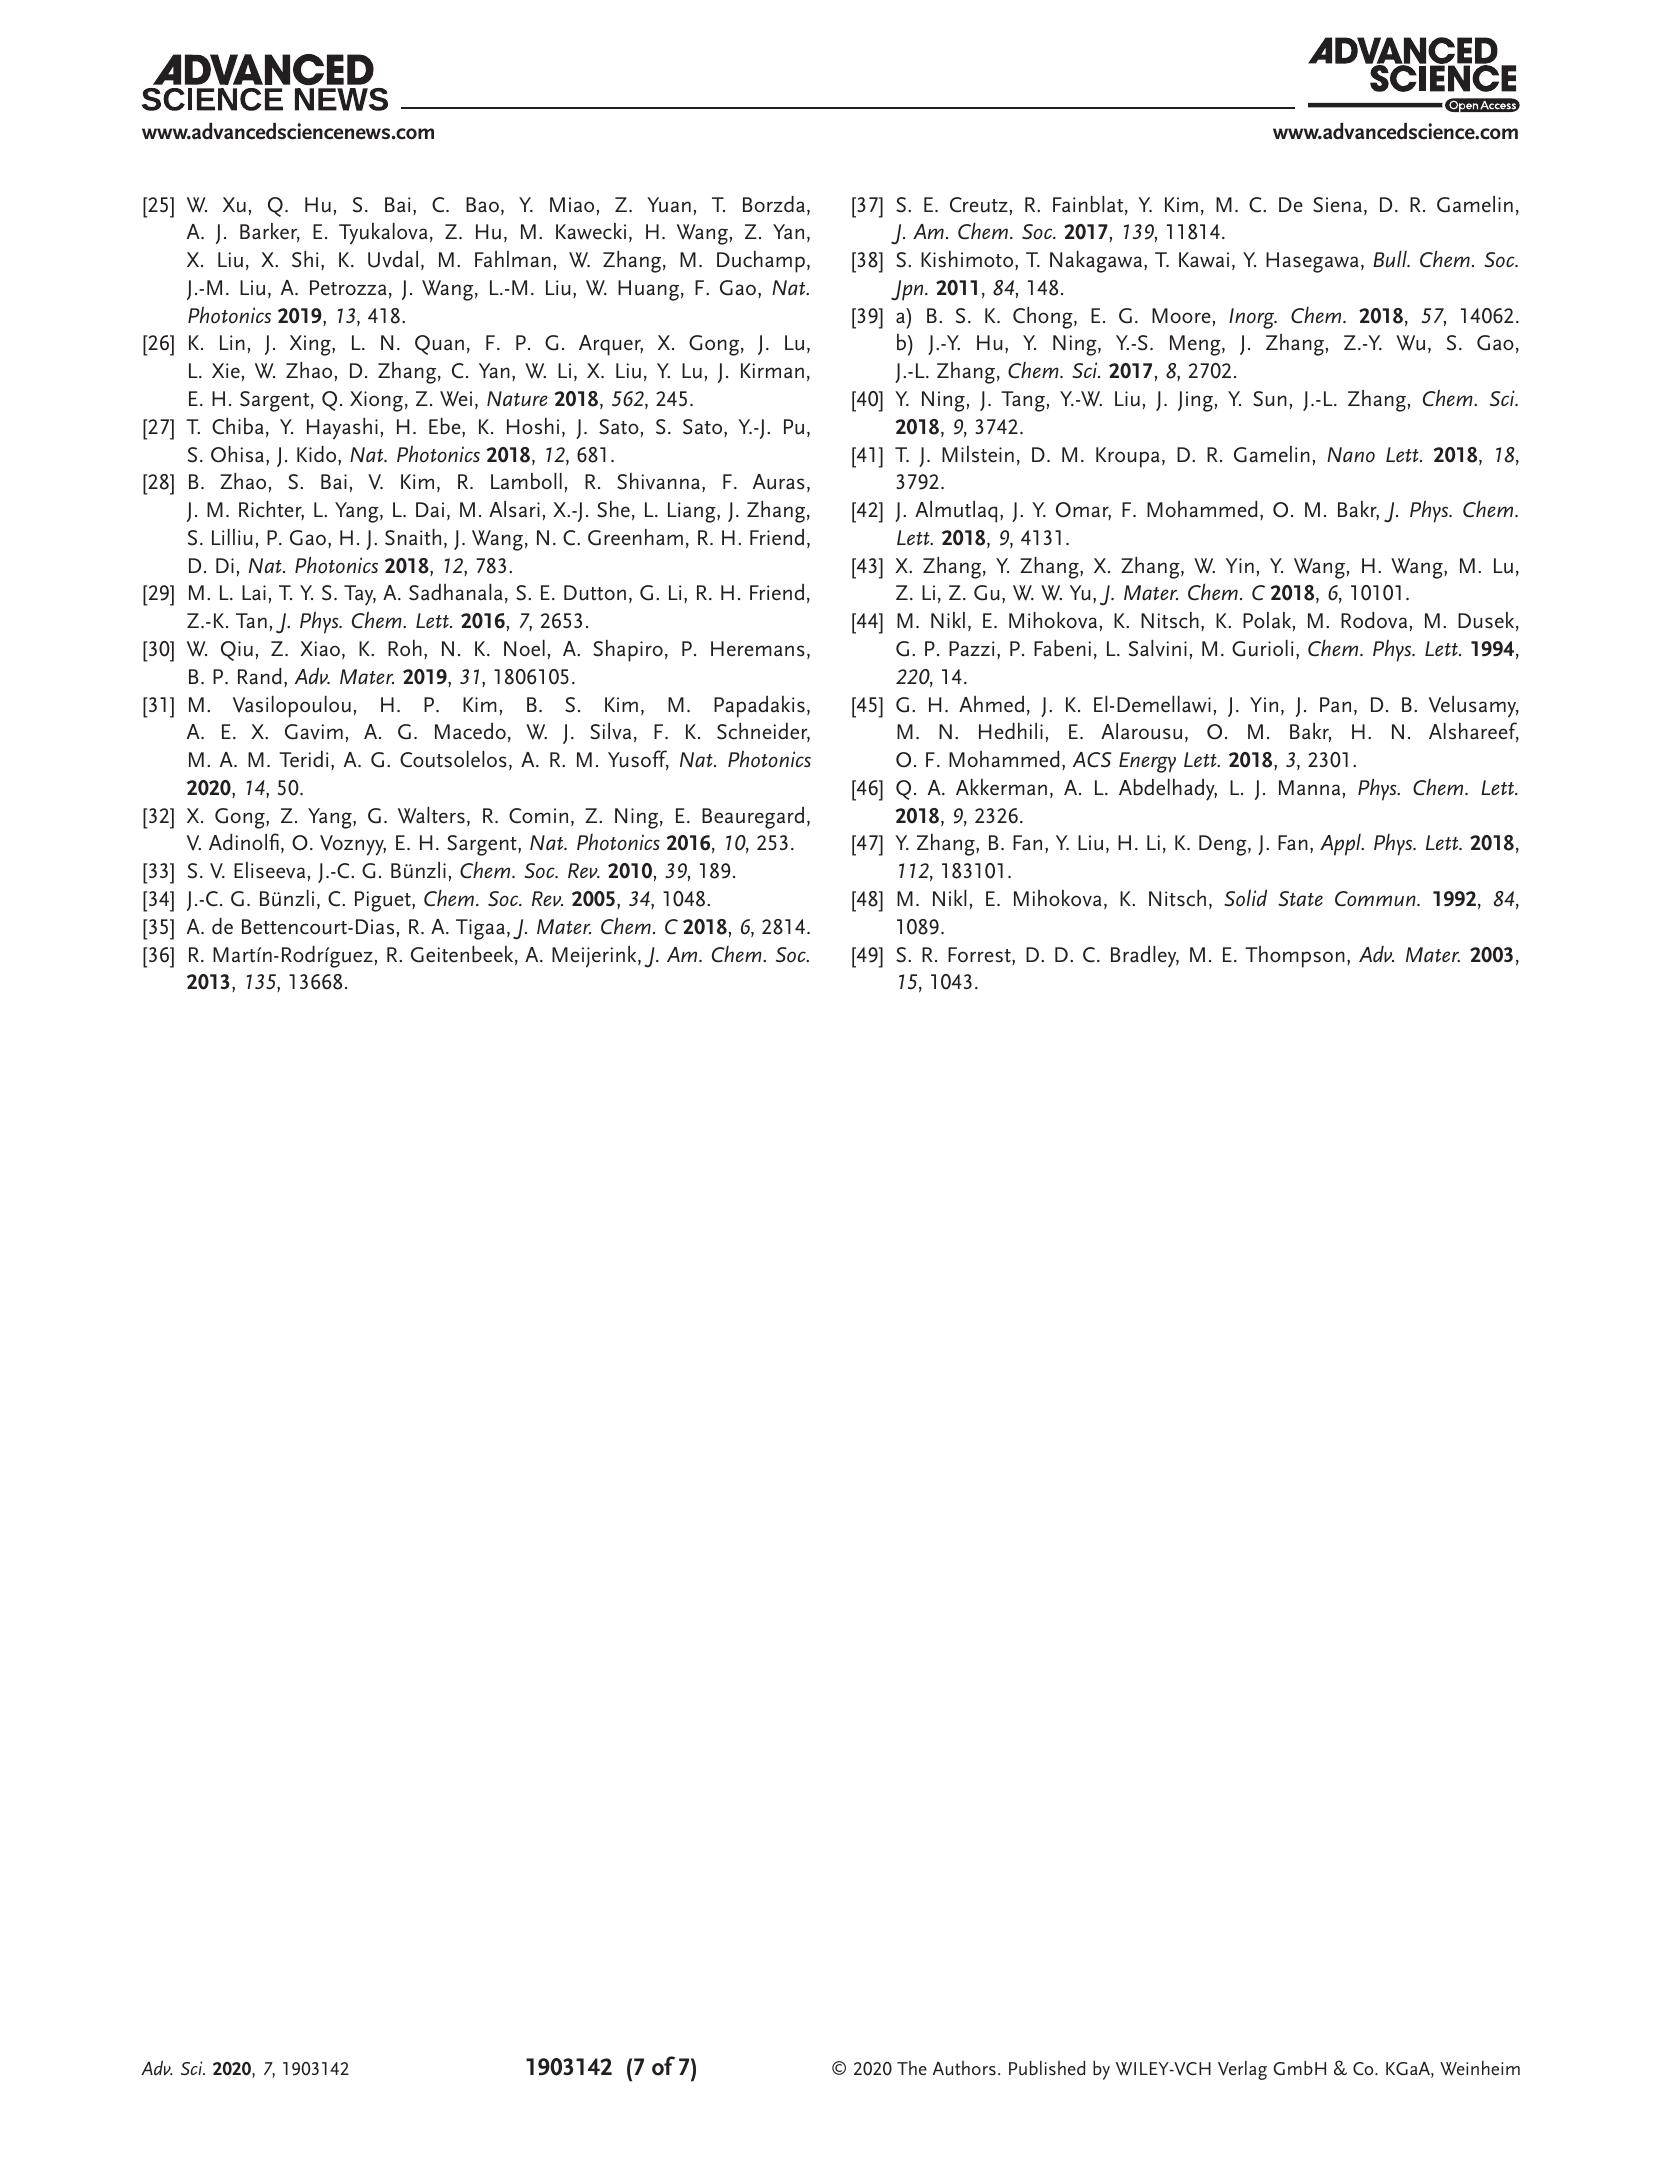 ADVANCED
SCIENCE NEWS
www.advancedsciencenews.com
ADVANCED
SCIENCE
Open Access
www.advancedscience.com
[25] W. Xu, Q. Hu, S. Bai, C. Bao, Y. Miao, Z. Yuan, T. Borzda,
A. J. Barker, E. Tyukalova, Z. Hu, M. Kawecki, H. Wang, Z. Yan,
X. Liu, X. Shi, K. Uvdal, M. Fahlman, W. Zhang, M. Duchamp,
J.-M. Liu, A. Petrozza, J. Wang, L.-M. Liu, W. Huang, F. Gao, Nat.
Photonics 2019, 13, 418.
[26] K. Lin, J. Xing, L. N. Quan, F. P. G. Arquer, X. Gong, J. Lu,
L. Xie, W. Zhao, D. Zhang, C. Yan, W. Li, X. Liu, Y. Lu, J. Kirman,
E. H. Sargent, Q. Xiong, Z. Wei, Nature 2018, 562, 245.
[27] T. Chiba, Y. Hayashi, H. Ebe, K. Hoshi, J. Sato, S. Sato, Y.-J. Pu,
S. Ohisa, J. Kido, Nat. Photonics 2018, 12, 681.
[28] B. Zhao, S. Bai, V. Kim, R. Lamboll, R. Shivanna, F. Auras,
J. M. Richter, L. Yang, L. Dai, M. Alsari, X.-J. She, L. Liang, J. Zhang,
S. Lilliu, P. Gao, H. J. Snaith, J. Wang, N. C. Greenham, R. H. Friend,
D. Di, Nat. Photonics 2018, 12, 783.
[29] M. L. Lai, T. Y. S. Tay, A. Sadhanala, S. E. Dutton, G. Li, R. H. Friend,
Z.-K. Tan, J. Phys. Chem. Lett. 2016, 7, 2653.
[30] W. Qiu, Z. Xiao, K. Roh, N. K. Noel, A. Shapiro, P. Heremans,
B. P. Rand, Adv. Mater. 2019, 31, 1806105.
[31] M. Vasilopoulou, H. P. Kim, B. S. Kim, M. Papadakis,
A. E. X. Gavim, A. G. Macedo, W. J. Silva, F. K. Schneider,
M. A. M. Teridi, A. G. Coutsolelos, A. R. M. Yusoff, Nat. Photonics
2020, 14, 50.
[32] X. Gong, Z. Yang, G. Walters, R. Comin, Z. Ning, E. Beauregard,
V. Adinolfi, O. Voznyy, E. H. Sargent, Nat. Photonics 2016, 10, 253.
[33] S. V. Eliseeva, J.-C. G. Bünzli, Chem. Soc. Rev. 2010, 39, 189.
[34] J.-C. G. Bünzli, C. Piguet, Chem. Soc. Rev. 2005, 34, 1048.
[35] A. de Bettencourt-Dias, R. A. Tigaa, J. Mater. Chem. C 2018, 6, 2814.
[36] R. Martín-Rodríguez, R. Geitenbeek, A. Meijerink, J. Am. Chem. Soc.
2013, 135, 13668.
[37] S. E. Creutz, R. Fainblat, Y. Kim, M. C. De Siena, D. R. Gamelin,
J. Am. Chem. Soc. 2017, 139, 11814.
[38] S. Kishimoto, T. Nakagawa, T. Kawai, Y. Hasegawa, Bull. Chem. Soc.
Jpn. 2011, 84, 148.
[39] a) B. S. K. Chong, E. G. Moore, Inorg. Chem. 2018, 57, 14062.
b) J.-Y. Hu, Y. Ning, Y.-S. Meng, J. Zhang, Z.-Y. Wu, S. Gao,
J.-L. Zhang, Chem. Sci. 2017, 8, 2702.
[40] Y. Ning, J. Tang, Y.-W. Liu, J. Jing, Y. Sun, J.-L. Zhang, Chem. Sci.
2018, 9, 3742.
[41] T. J. Milstein, D. M. Kroupa, D. R. Gamelin, Nano Lett. 2018, 18,
3792.
[42] J. Almutlaq, J. Y. Omar, F. Mohammed, O. M. Bakr, J. Phys. Chem.
Lett. 2018, 9, 4131.
[43] X. Zhang, Y. Zhang, X. Zhang, W. Yin, Y. Wang, H. Wang, M. Lu,
Z. Li, Z. Gu, W. W. Yu, J. Mater. Chem. C 2018, 6, 10101.
[44] M. Nikl, E. Mihokova, K. Nitsch, K. Polak, M. Rodova, M. Dusek,
G. P. Pazzi, P. Fabeni, L. Salvini, M. Gurioli, Chem. Phys. Lett. 1994,
220, 14.
[45] G. H. Ahmed, J. K. El-Demellawi, J. Yin, J. Pan, D. B. Velusamy,
M. N. Hedhili, E. Alarousu, O. M. Bakr, H. N. Alshareef,
O. F. Mohammed, ACS Energy Lett. 2018, 3, 2301.
[46] Q. A. Akkerman, A. L. Abdelhady, L. J. Manna, Phys. Chem. Lett.
2018, 9, 2326.
[47] Y. Zhang, B. Fan, Y. Liu, H. Li, K. Deng, J. Fan, Appl. Phys. Lett. 2018,
112, 183101.
[48] M. Nikl, E. Mihokova, K. Nitsch, Solid State Commun. 1992, 84,
1089.
[49] S. R. Forrest, D. D. C. Bradley, M. E. Thompson, Adv. Mater. 2003,
15, 1043.
Adv. Sci. 2020, 7, 1903142
1903142 (7 of 7)
© 2020 The Authors. Published by WILEY-VCH Verlag GmbH & Co. KGaA, Weinheim